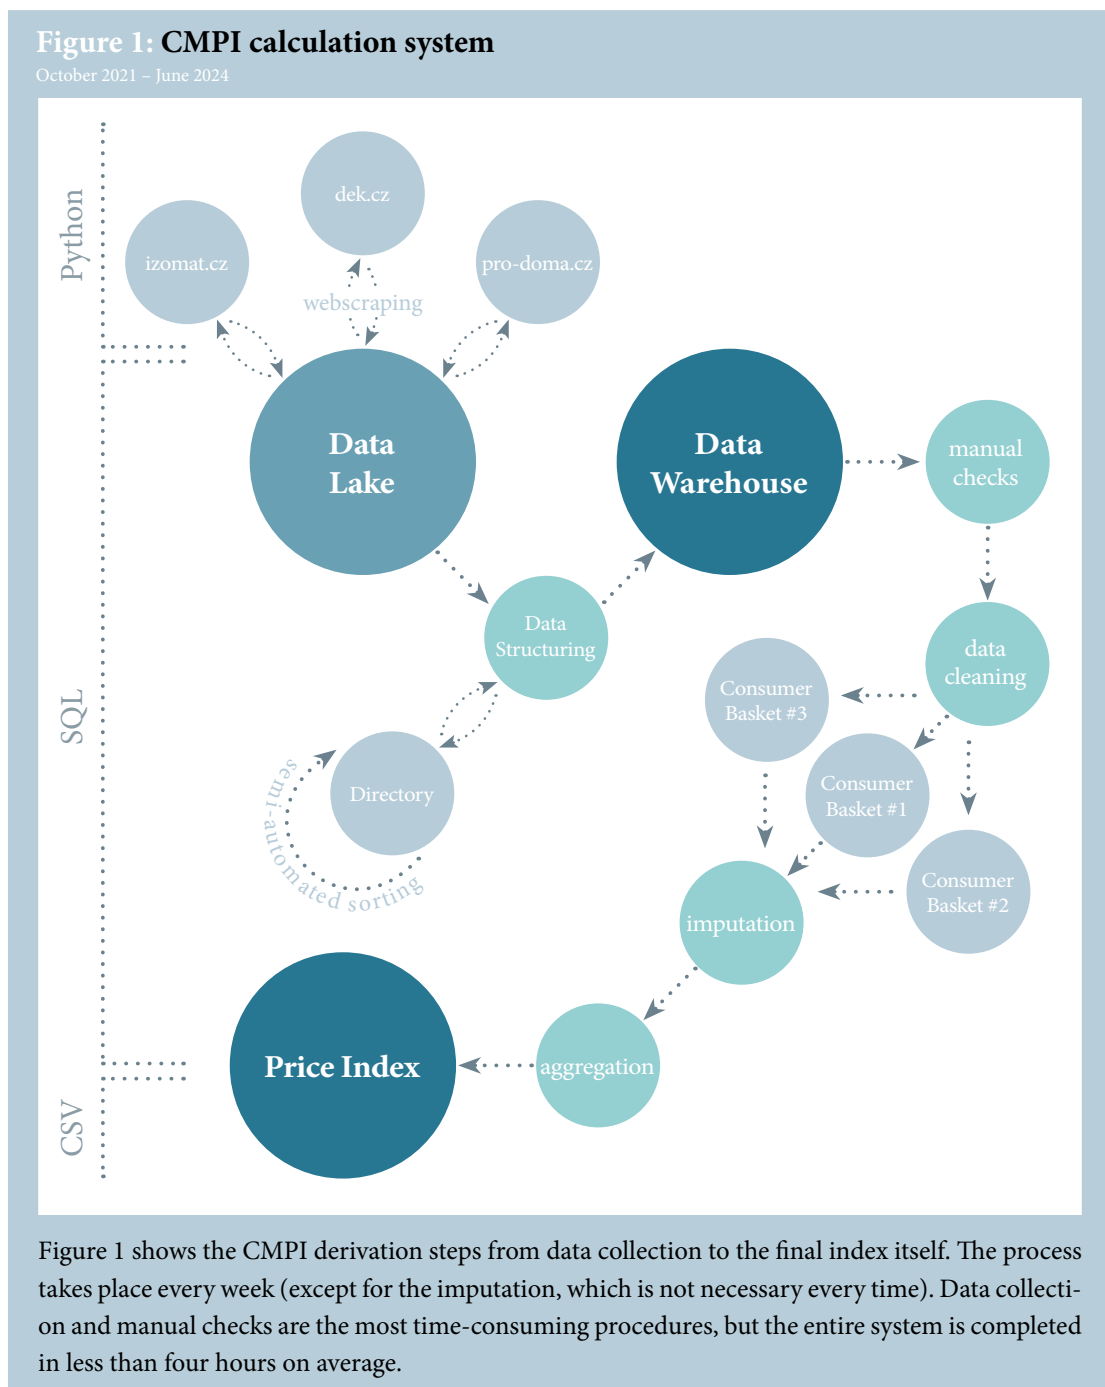 Figure 1: CMPI calculation system
October 2021 – June 2024
Python
dek.cz
izomat.cz
pro-doma.cz
webscraping
Data
Lake
Data
Warehouse
manual
checks
Data
Structuring
data
cleaning
SQL
Consumer
Basket #3
Consumer
Basket #1
Directory
semi-automated sorting
Consumer
Basket #2
imputation
Price Index
aggregation
CSV
Figure 1 shows the CMPI derivation steps from data collection to the final index itself. The process
takes place every week (except for the imputation, which is not necessary every time). Data collecti-
on and manual checks are the most time-consuming procedures, but the entire system is completed
in less than four hours on average.